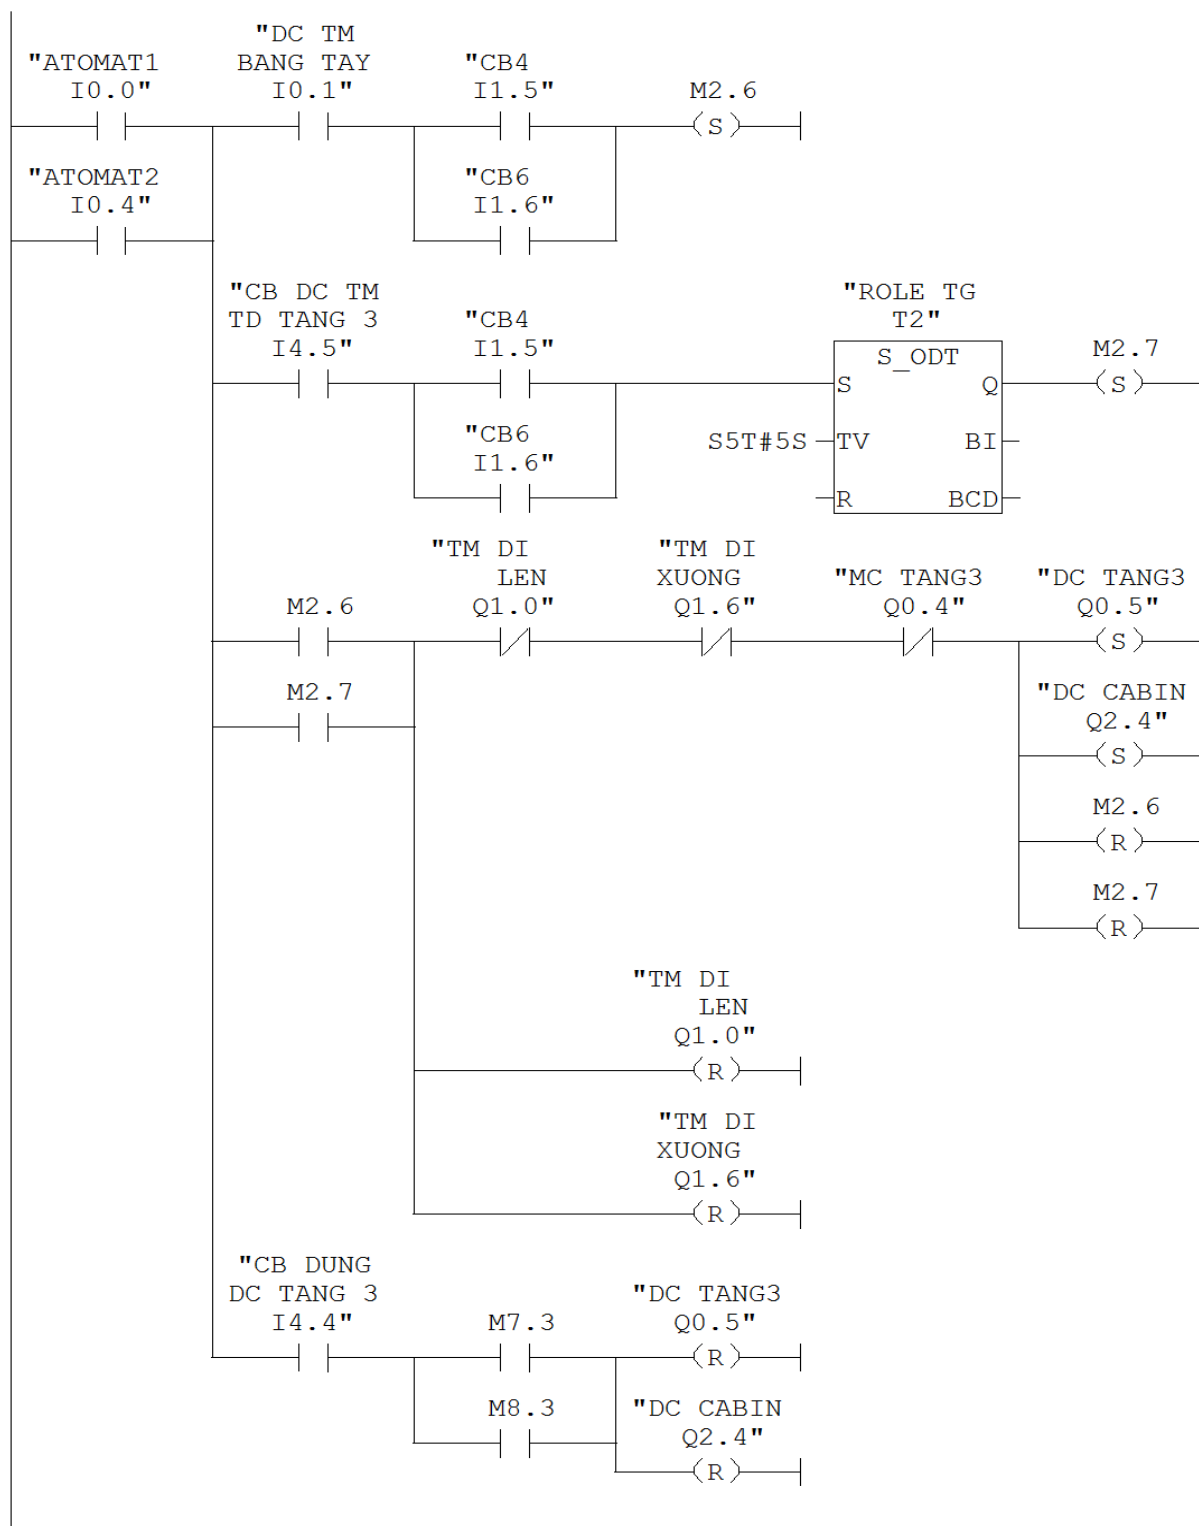 "DC TM
"ATOMAT1 BANG TAY "CB4
I0.0" I0.1" I1.5" M2.6
(S)
"ATOMAT2 "CB6
I0.4" I1.6"
"CB DC TM "ROLE TG
TD TANG 3 "CB4 T2"
I4.5" I1.5" S_ODT M2.7
S Q (S)
"CB6
I1.6" S5T#5S TV BI
R BCD
"TM DI "TM DI
LEN XUONG "MC TANG3 "DC TANG3
M2.6 Q1.0" Q1.6" Q0.4" Q0.5"
(S)
M2.7 "DC CABIN
Q2.4"
(S)
M2.6
(R)
M2.7
(R)
"TM DI
LEN
Q1.0"
(R)
"TM DI
XUONG
Q1.6"
(R)
"CB DUNG
DC TANG 3 "DC TANG3
I4.4" M7.3 Q0.5"
(R)
M8.3 "DC CABIN
Q2.4"
(R)